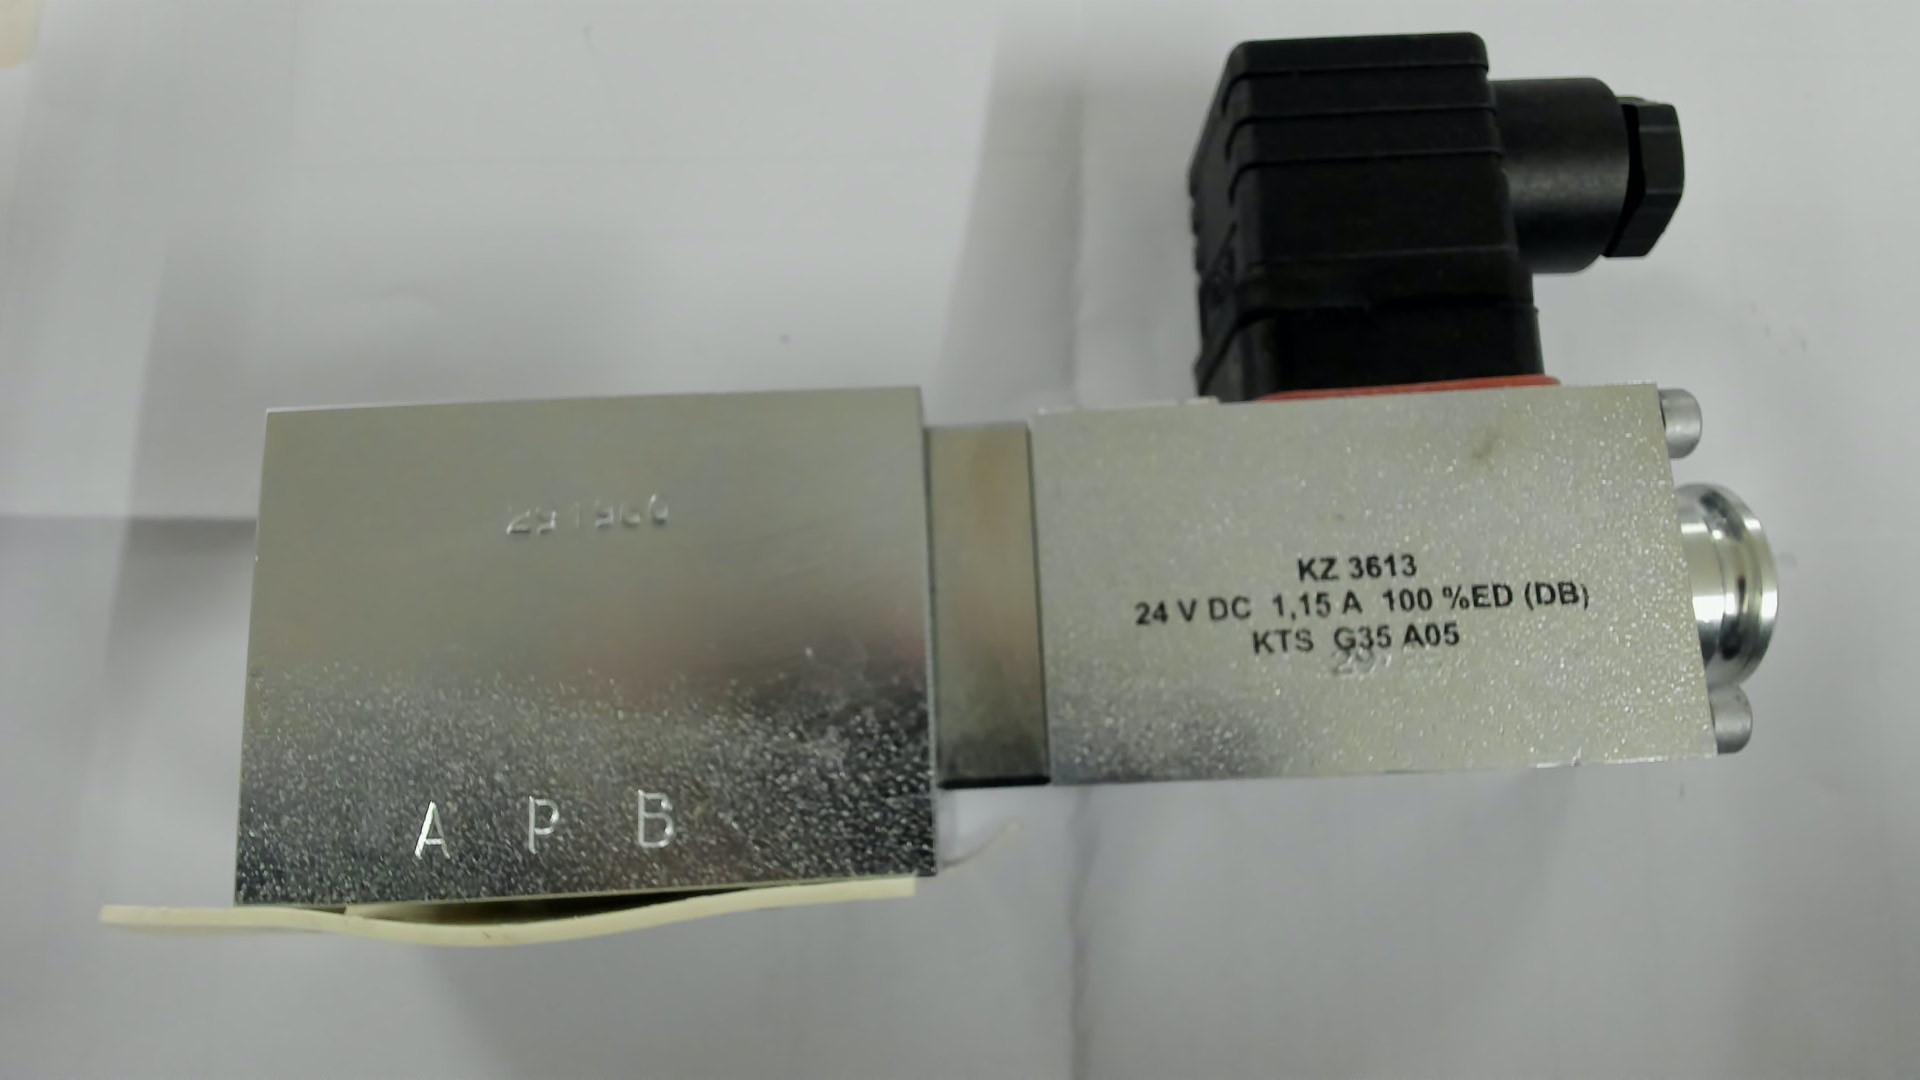 A P B
KZ 3613
24 V DC 1,15 A 100 %ED (DB)
KTS G35 A05